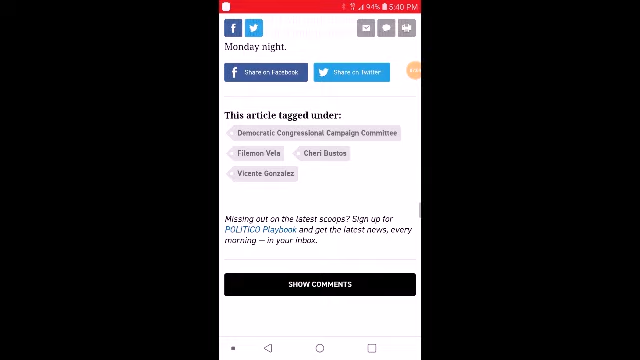 94% 5:40 PM
Monday night.
Share on Facebook Share on Twitter
This article tagged under:
Democratic Congressional Campaign Committee
Filemon Vela Cheri Bustos
Vicente Gonzalez
Missing out on the latest scoops? Sign up for
POLITICO Playbook and get the latest news, every
morning — in your inbox.
SHOW COMMENTS